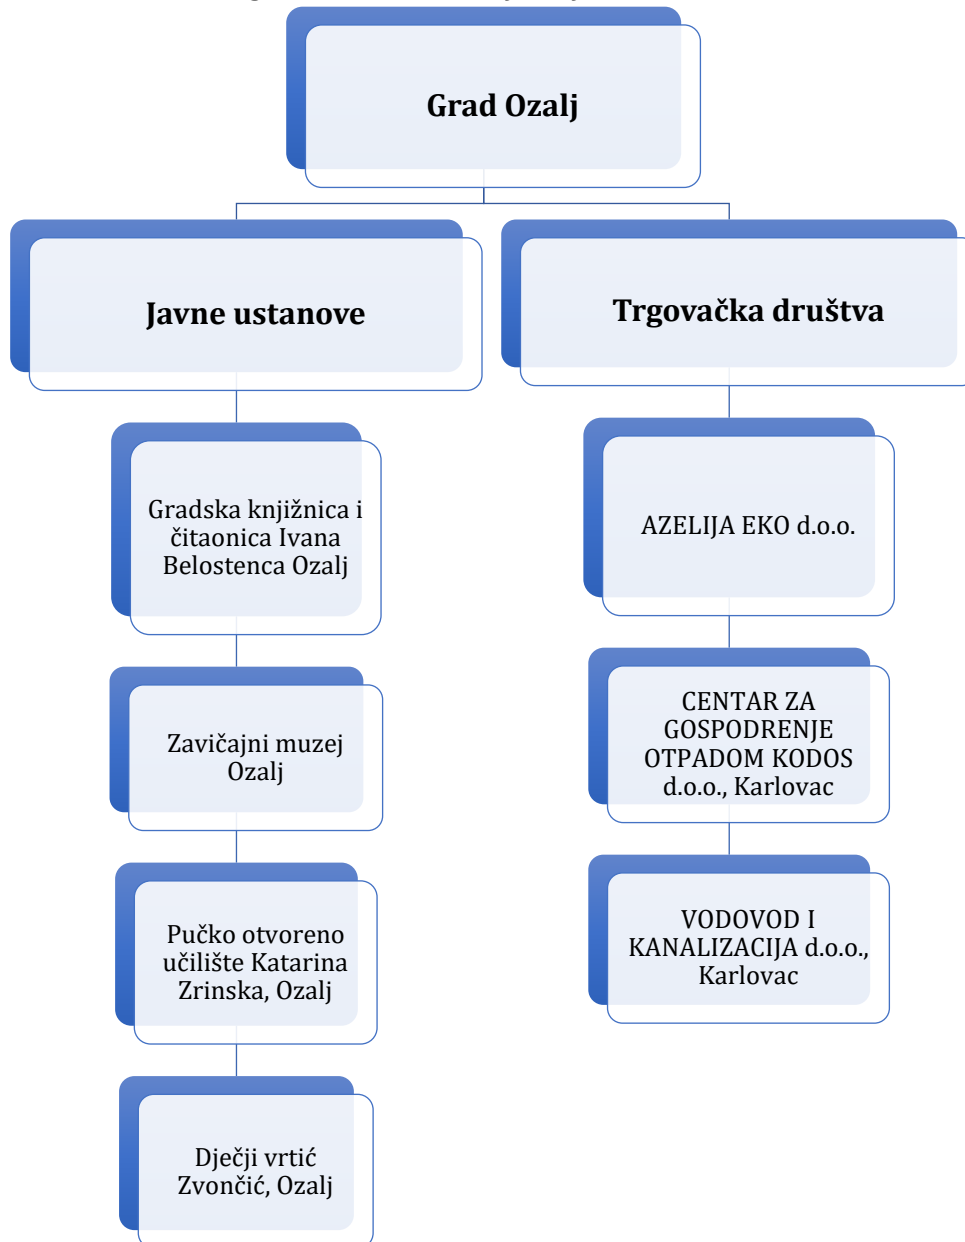 Grad Ozalj
Javne ustanove
Trgovačka društva
Gradska knjižnica i
čitaonica Ivana
Belostenca Ozalj
Zavičajni muzej
Ozalj
Pučko otvoreno
učilište Katarina
Zrinska, Ozalj
Dječji vrtić
Zvončić, Ozalj
AZELIJA EKO d.o.o.
CENTAR ZA
GOSPODRENJE
OTPADOM KODOS
d.o.o., Karlovac
VODOVOD I
KANALIZACIJA d.o.o.,
Karlovac